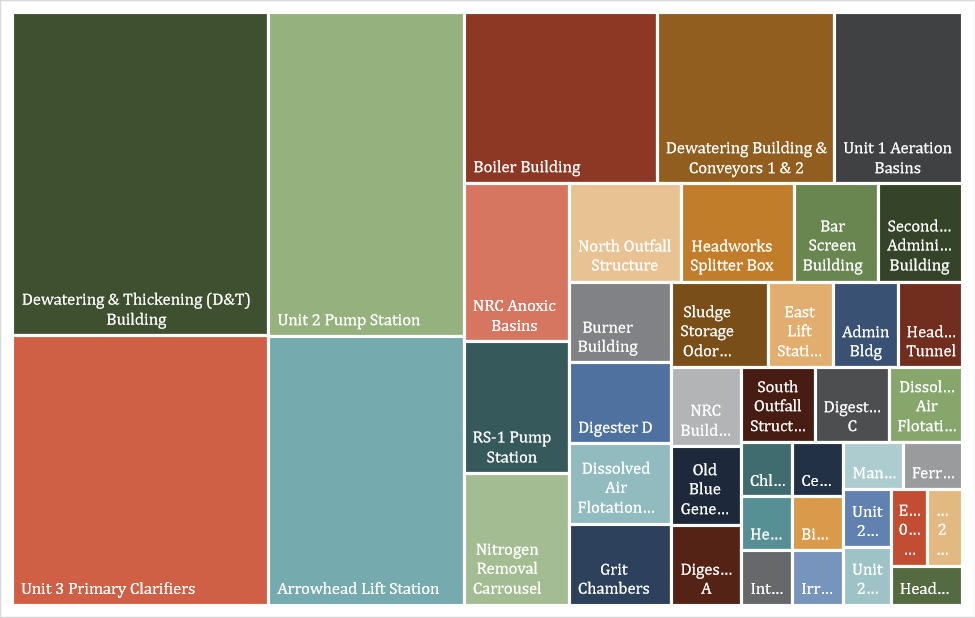 Dewatering & Thickening (D&T)
Building
Unit 2 Pump Station
Unit 3 Primary Clarifiers
Arrowhead Lift Station
Boiler Building
Dewatering Building &
Conveyors 1 & 2
Unit 1 Aeration
Basins
NRC Anoxic
Basins
RS-1 Pump
Station
Nitrogen
Removal
Carrousel
North Outfall
Structure
Headworks
Splitter Box
Bar
Screen
Building
Second...
Admini...
Building
Burner
Building
Digester D
Dissolved
Air
Flotation...
Grit
Chambers
Sludge
Storage
Odor...
East
Lift
Stati...
Admin
Bldg
Head...
Tunnel
NRC
Build...
Old
Blue
Gene...
Diges...
A
South
Outfall
Struct...
Digest...
C
Dissol...
Air
Flotati...
Chl...
Ce...
Man...
Ferr...
He...
Bi...
Unit
2...
E...
0...
...
...
2
...
Int...
Irr...
Unit
2...
Head...